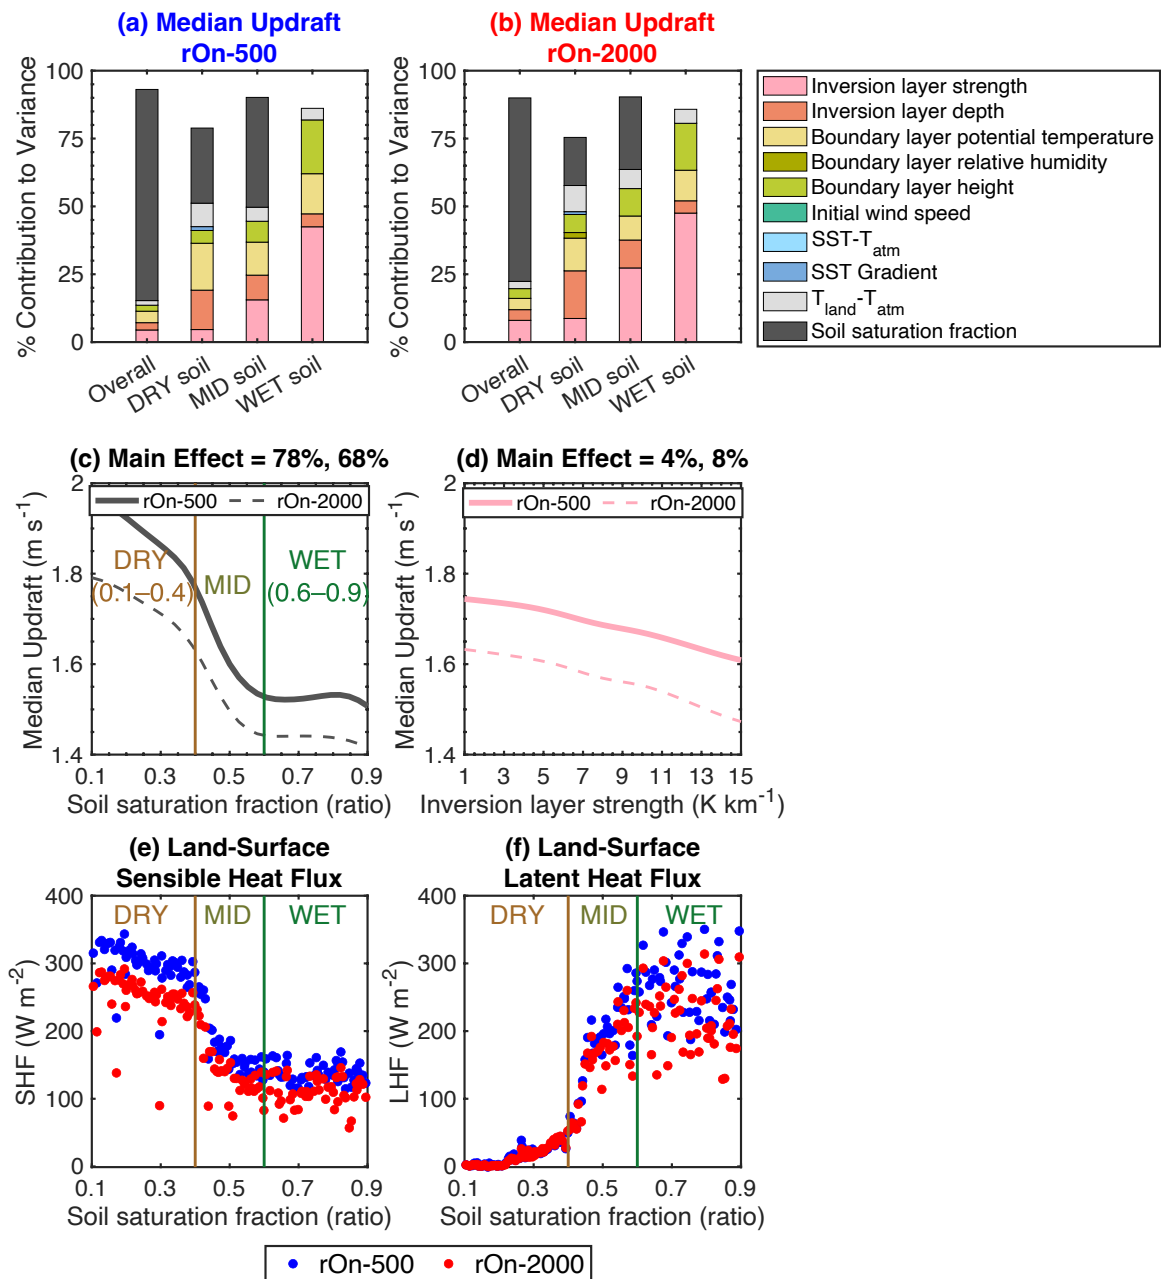 (a) Median Updraft
rOn-500
(b) Median Updraft
rOn-2000
% Contribution to Variance
100
75
50
25
0
Overall
DRY soil
MID soil
WET soil
% Contribution to Variance
100
75
50
25
0
Overall
DRY soil
MID soil
WET soil
Inversion layer strength
Inversion layer depth
Boundary layer potential temperature
Boundary layer relative humidity
Boundary layer height
Initial wind speed
SST-T_atm
SST Gradient
T_land-T_atm
Soil saturation fraction
(c) Main Effect = 78%, 68%
Median Updraft (m s⁻¹)
2
1.8
1.6
1.4
rOn-500
rOn-2000
DRY
(0.1–0.4)
MID
WET
(0.6–0.9)
0.1
0.3
0.5
0.7
0.9
Soil saturation fraction (ratio)
(d) Main Effect = 4%, 8%
Median Updraft (m s⁻¹)
2
1.8
1.6
1.4
rOn-500
rOn-2000
1
3
5
7
9
11
13
15
Inversion layer strength (K km⁻¹)
(e) Land-Surface
Sensible Heat Flux
SHF (W m⁻²)
400
300
200
100
0
DRY
MID
WET
0.1
0.3
0.5
0.7
0.9
Soil saturation fraction (ratio)
(f) Land-Surface
Latent Heat Flux
LHF (W m⁻²)
400
300
200
100
0
DRY
MID
WET
0.1
0.3
0.5
0.7
0.9
Soil saturation fraction (ratio)
rOn-500
rOn-2000